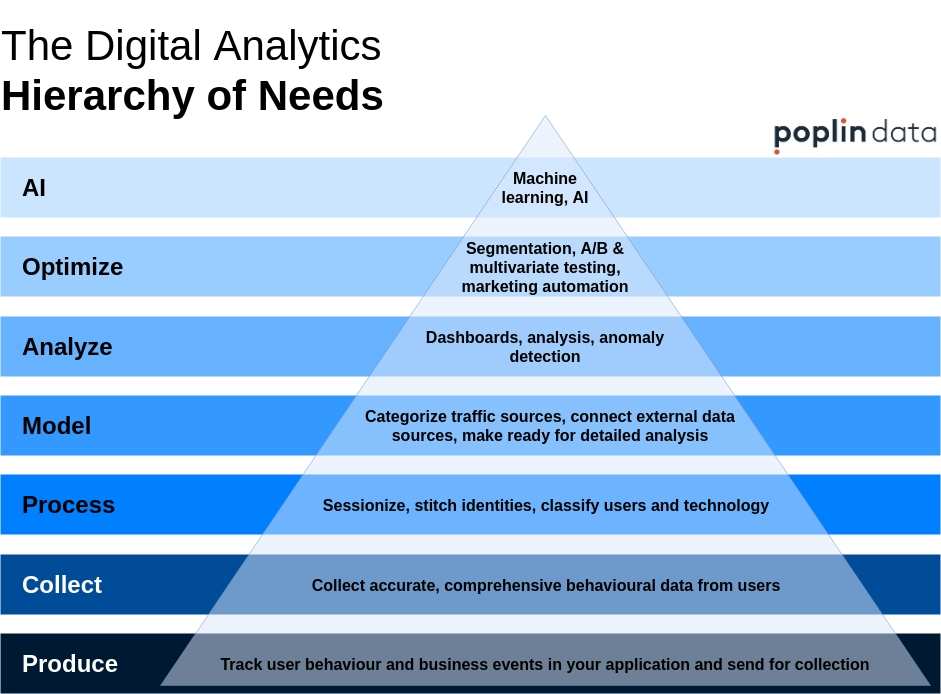 The Digital Analytics
Hierarchy of Needs
poplin data
AI
Machine
learning, AI
Optimize
Segmentation, A/B &
multivariate testing,
marketing automation
Analyze
Dashboards, analysis, anomaly
detection
Model
Categorize traffic sources, connect external data
sources, make ready for detailed analysis
Process
Sessionize, stitch identities, classify users and technology
Collect
Collect accurate, comprehensive behavioural data from users
Produce
Track user behaviour and business events in your application and send for collection